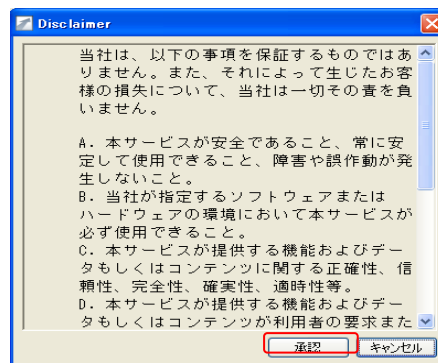 Disclaimer
当社は、以下の事項を保証するものではあ
りません。また、それによって生じたお客
様の損失について、当社は一切その責を負
いません。
A．本サービスが安全であること、常に安
定して使用できること、障害や誤作動が発
生しないこと。
B．当社が指定するソフトウェアまたは
ハードウェアの環境において本サービスが
必ず使用できること。
C．本サービスが提供する機能およびデー
タもしくはコンテンツに関する正確性、信
頼性、完全性、確実性、適時性等。
D．本サービスが提供する機能およびデー
タもしくはコンテンツが利用者の要求また
承認
キャンセル